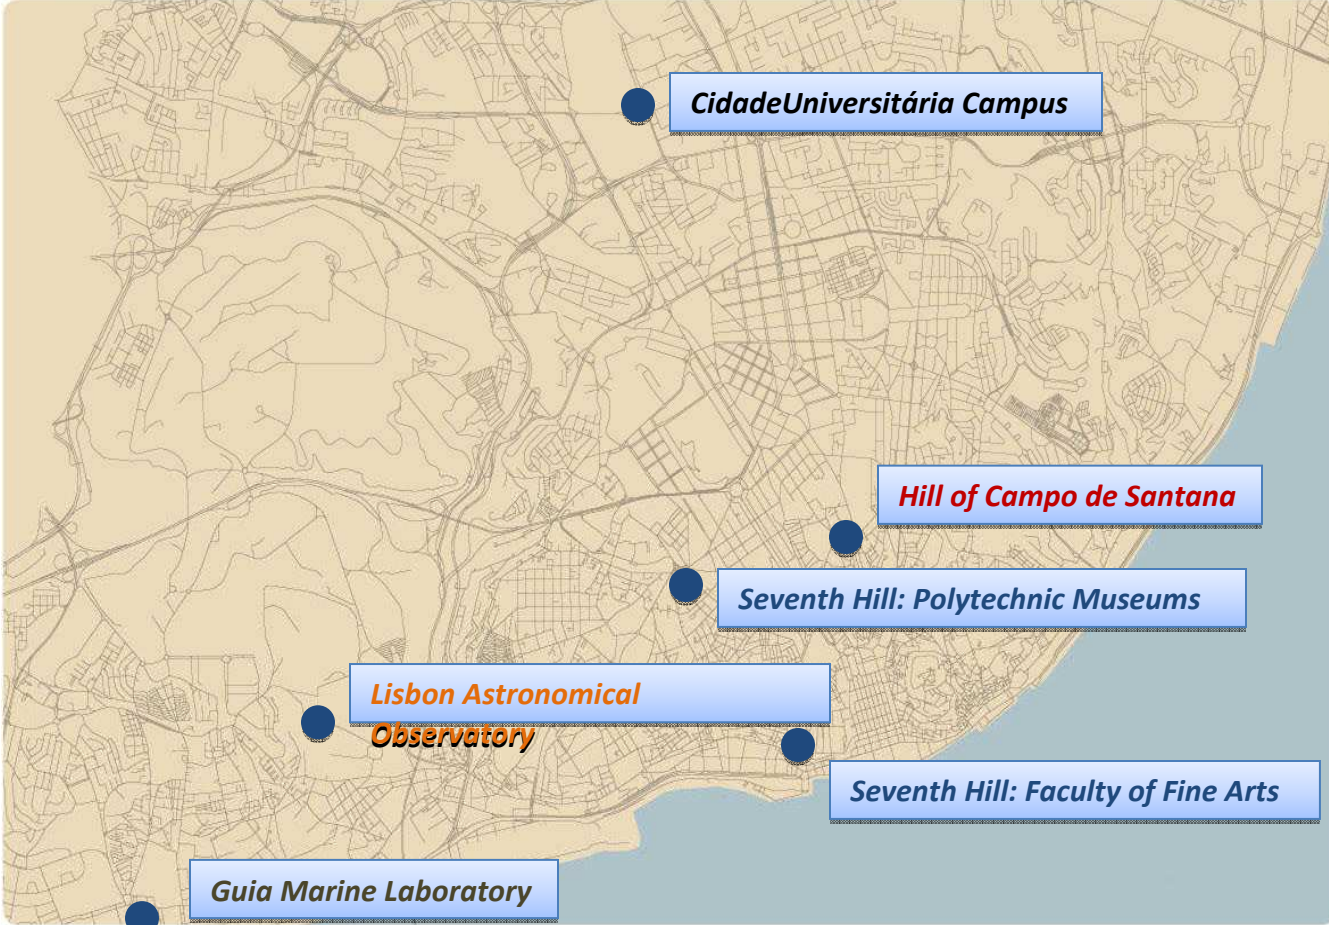 CidadeUniversitária Campus
Hill of Campo de Santana
Seventh Hill: Polytechnic Museums
Lisbon Astronomical
Observatory
Seventh Hill: Faculty of Fine Arts
Guia Marine Laboratory